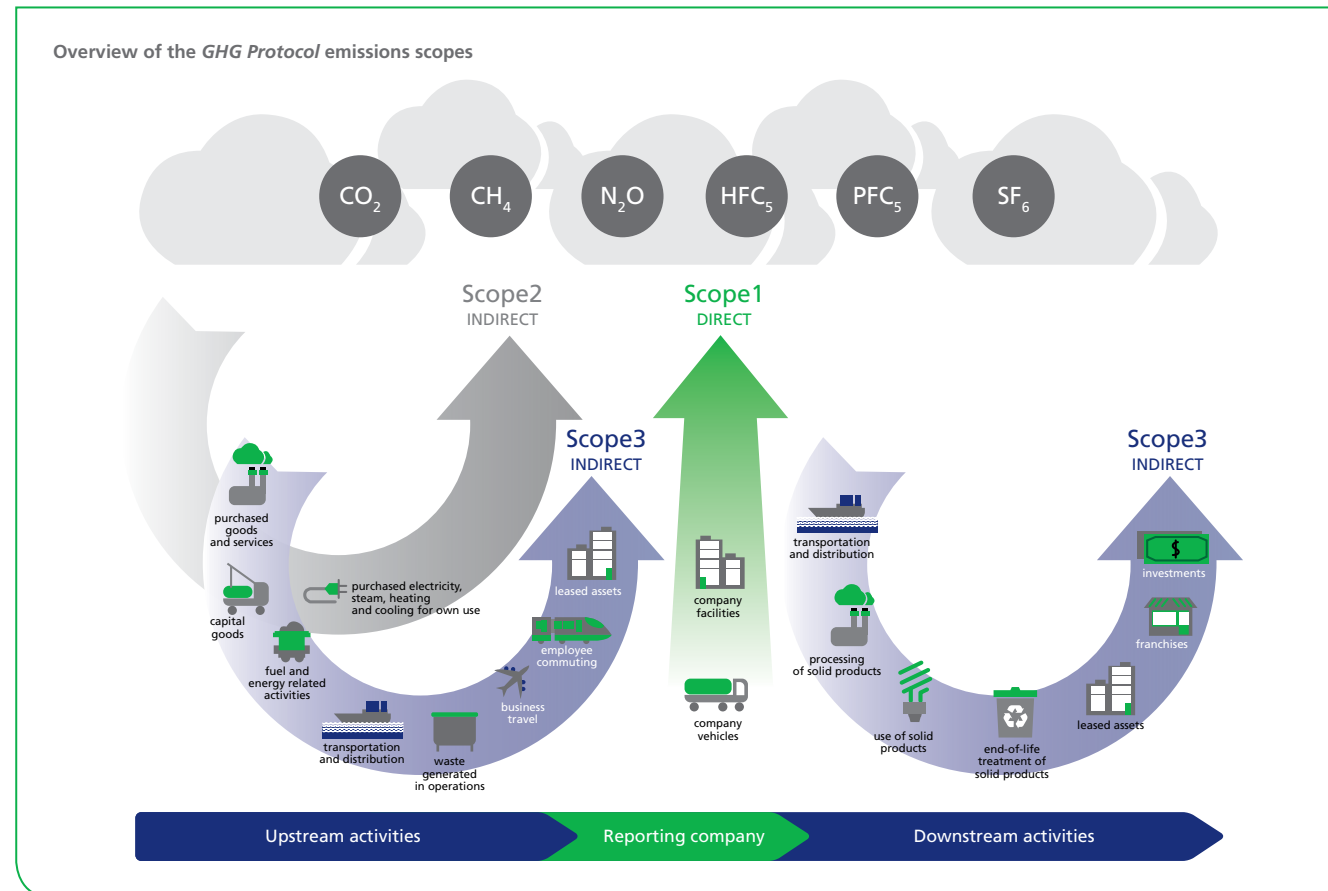 Overview of the GHG Protocol emissions scopes
CO₂
CH₄
N₂O
HFC₅
PFC₅
SF₆
Scope2
INDIRECT
Scope1
DIRECT
Scope3
INDIRECT
Scope3
INDIRECT
purchased
goods
and services
capital
goods
purchased electricity,
steam, heating
and cooling for own use
fuel and
energy related
activities
transportation
and distribution
waste
generated
in operations
business
travel
employee
commuting
leased assets
company
facilities
company
vehicles
transportation
and distribution
processing
of solid products
use of solid
products
end-of-life
treatment of
solid products
leased assets
franchises
$
investments
Upstream activities
Reporting company
Downstream activities